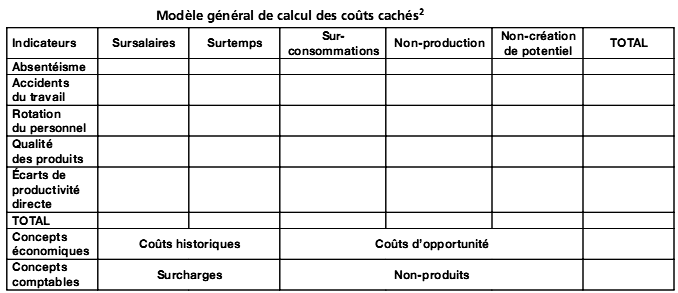 Modèle général de calcul des coûts cachés2
Indicateurs Sursalaires Surtemps Sur-consommations Non-production Non-création de potentiel TOTAL
Absentéisme
Accidents
du travail
Rotation
du personnel
Qualité
des produits
Écarts de
productivité
directe
TOTAL
Concepts
économiques Coûts historiques Coûts d'opportunité
Concepts
comptables Surcharges Non-produits